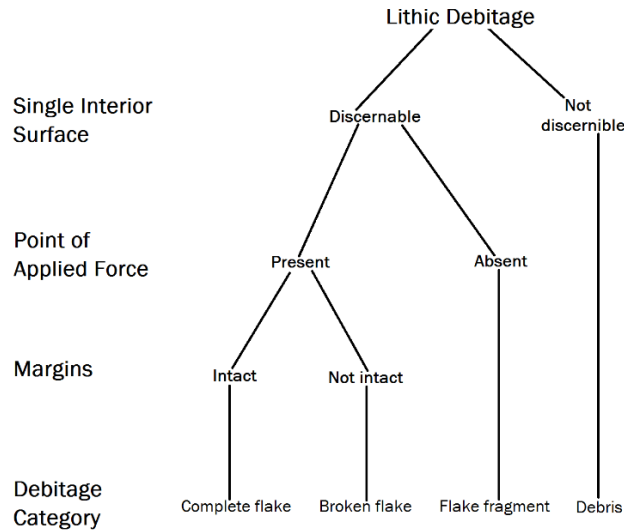 Lithic Debitage
Single Interior
Surface
Discernable
Not
discernible
Point of
Applied Force
Present
Absent
Margins
Intact
Not intact
Debitage
Category
Complete flake
Broken flake
Flake fragment
Debris